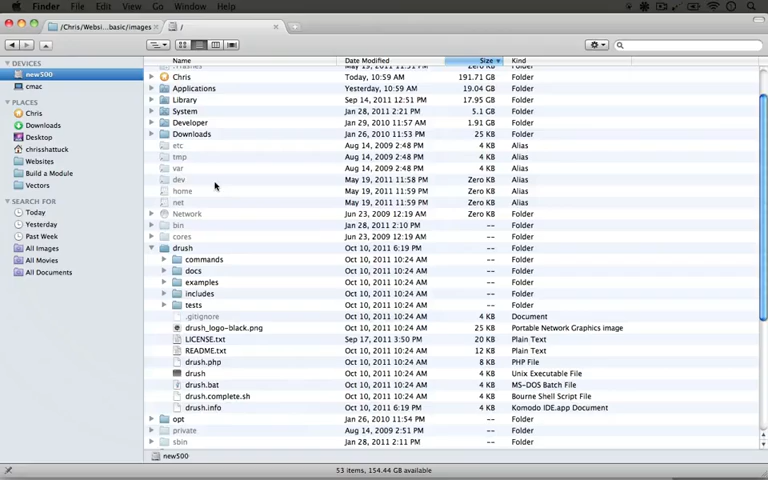 Finder File Edit View Go Window Help
/Chris/Websi...basic/images /
DEVICES
new500
cmac
PLACES
Chris
Downloads
Desktop
chrisshattuck
Websites
Build a Module
Vectors
SEARCH FOR
Today
Yesterday
Past Week
All Images
All Movies
All Documents
Name Date Modified Size Kind
.Trashes May 19, 2011 11:51 PM Zero KB Folder
Chris Today, 10:59 AM 191.71 GB Folder
Applications Yesterday, 10:59 AM 19.04 GB Folder
Library Sep 14, 2011 12:03 AM 17.95 GB Folder
System Jan 28, 2011 2:21 PM 5.1 GB Folder
Developer Jan 29, 2010 11:57 AM 1.91 GB Folder
Downloads Jan 26, 2010 11:53 PM 25 KB Folder
etc Aug 14, 2009 2:48 PM 4 KB Alias
tmp Aug 14, 2009 2:48 PM 4 KB Alias
var Aug 14, 2009 2:48 PM 4 KB Alias
dev May 19, 2011 11:58 PM Zero KB Alias
home May 19, 2011 11:59 PM Zero KB Alias
net May 19, 2011 11:59 PM Zero KB Alias
Network Jun 23, 2009 12:19 AM Zero KB Folder
bin Jan 28, 2011 2:10 PM -- Folder
cores Jun 23, 2009 12:19 AM -- Folder
drush Oct 10, 2011 6:19 PM -- Folder
commands Oct 10, 2011 10:24 AM -- Folder
docs Oct 10, 2011 10:24 AM -- Folder
examples Oct 10, 2011 10:24 AM -- Folder
includes Oct 10, 2011 10:24 AM -- Folder
tests Oct 10, 2011 10:24 AM -- Folder
.gitignore Oct 10, 2011 10:24 AM 4 KB Document
drush_logo-black.png Oct 10, 2011 10:24 AM 25 KB Portable Network Graphics image
LICENSE.txt Sep 17, 2011 3:50 PM 20 KB Plain Text
README.txt Oct 10, 2011 10:24 AM 12 KB Plain Text
drush.php Oct 10, 2011 10:24 AM 8 KB PHP File
drush Oct 10, 2011 10:24 AM 4 KB Unix Executable File
drush.bat Oct 10, 2011 10:24 AM 4 KB MS-DOS Batch File
drush.complete.sh Oct 10, 2011 10:24 AM 4 KB Bourne Shell Script File
drush.info Oct 10, 2011 6:19 PM 4 KB Komodo IDE.app Document
opt Jan 26, 2010 11:54 PM -- Folder
private Aug 14, 2009 2:51 PM -- Folder
sbin Jan 28, 2011 2:11 PM -- Folder
new500
53 items, 154.44 GB available